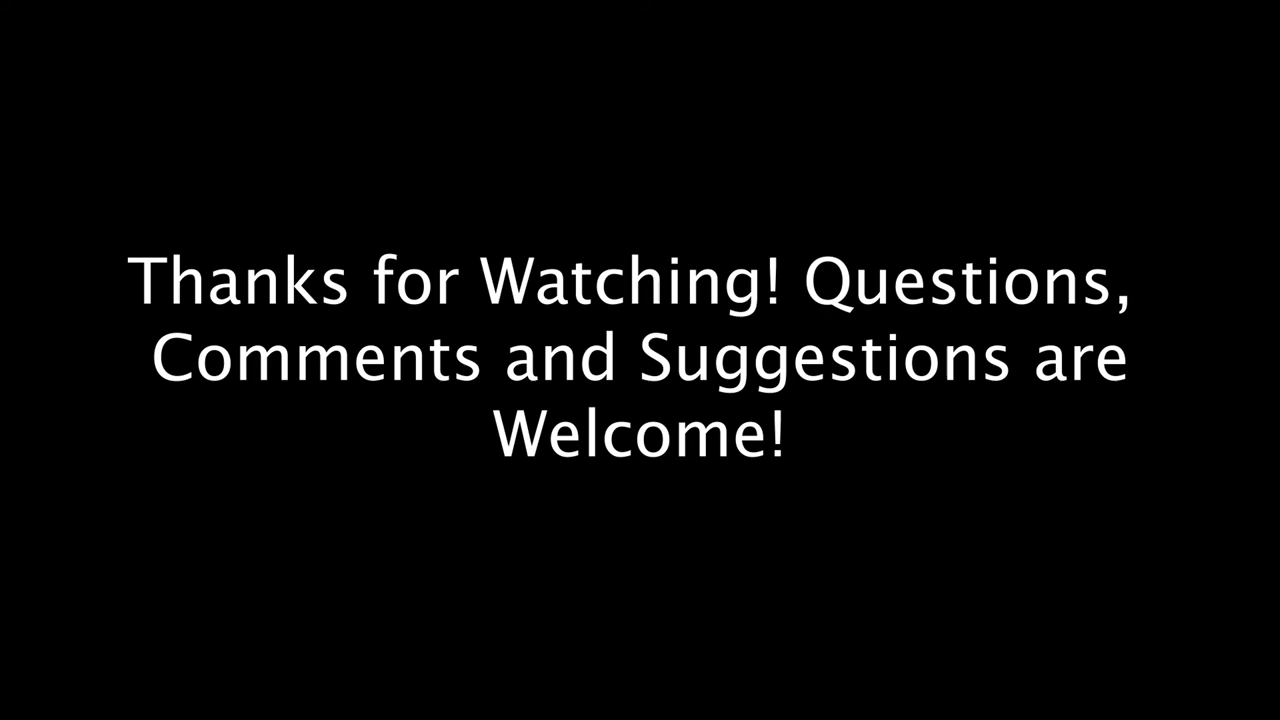 Thanks for Watching! Questions,
Comments and Suggestions are
Welcome!